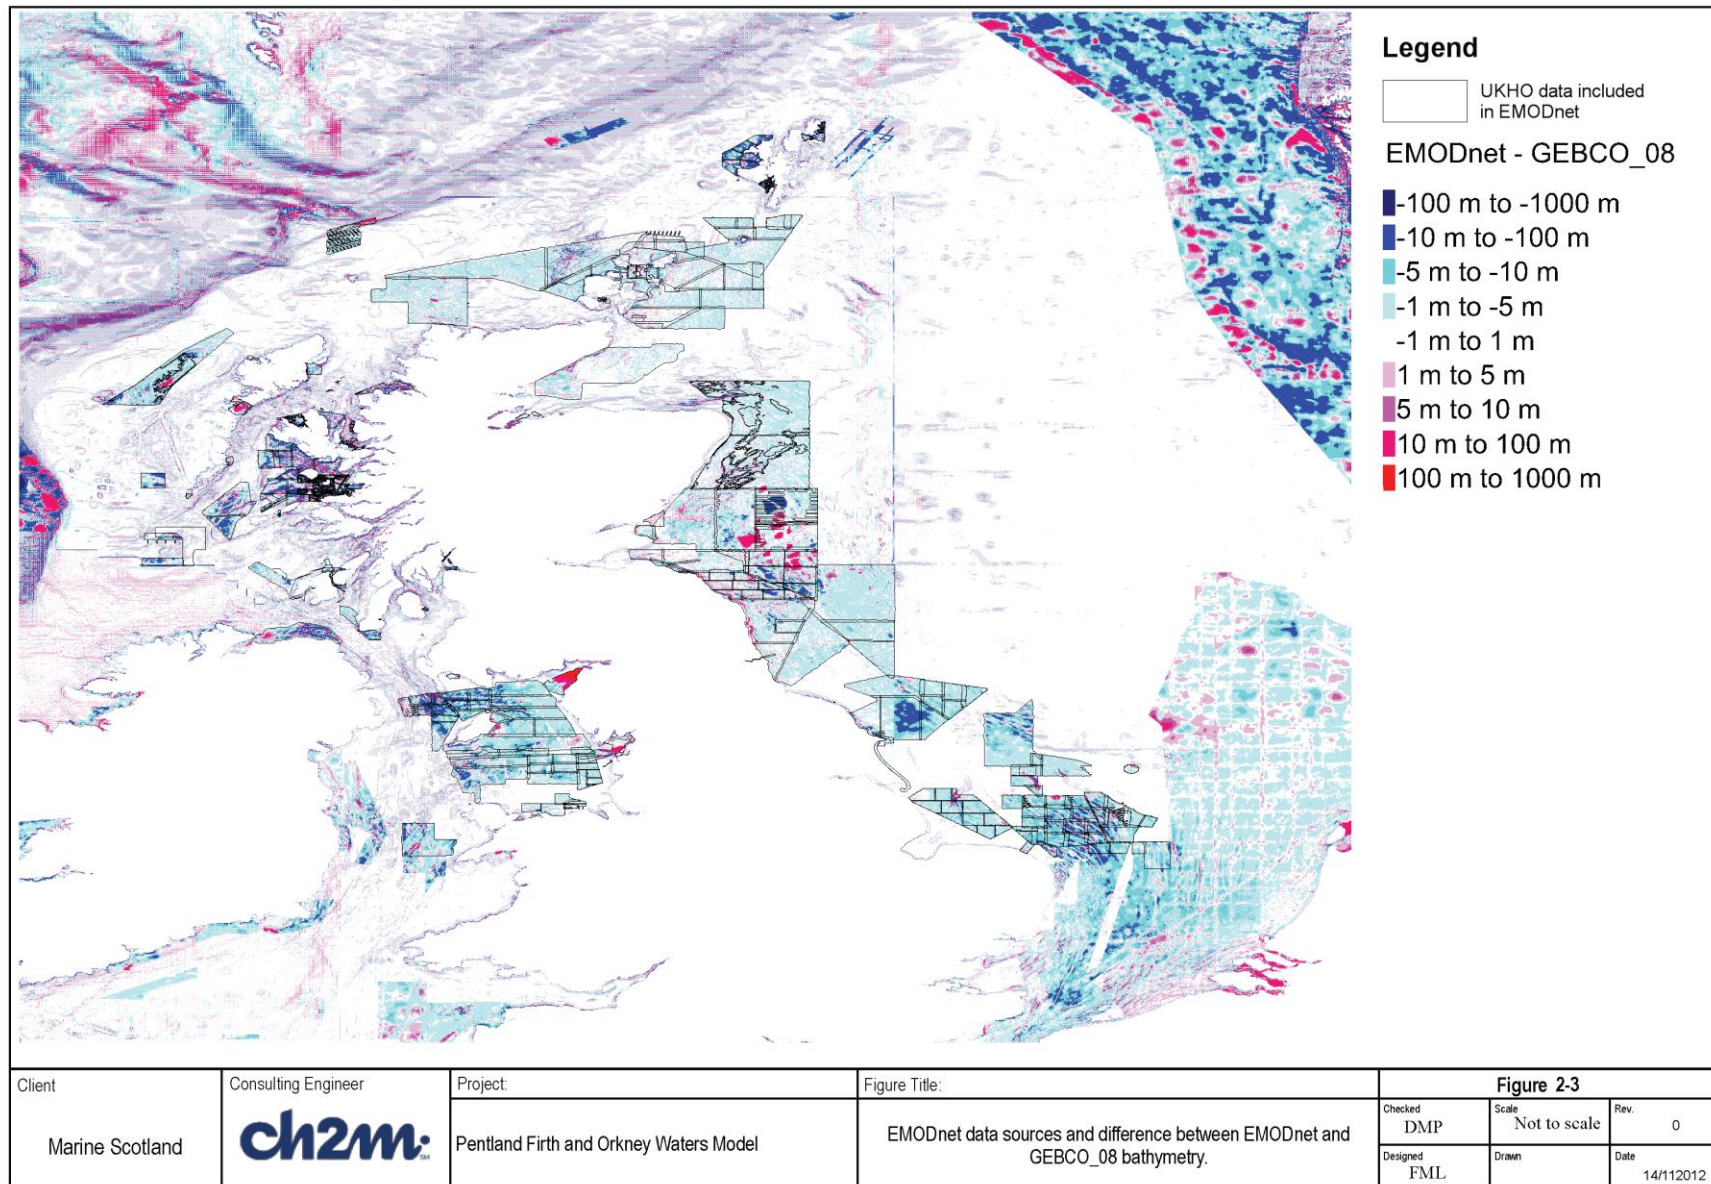 Legend
UKHO data included
in EMODnet
EMODnet - GEBCO_08
-100 m to -1000 m
-10 m to -100 m
-5 m to -10 m
-1 m to -5 m
-1 m to 1 m
1 m to 5 m
5 m to 10 m
10 m to 100 m
100 m to 1000 m
Client
Marine Scotland
Consulting Engineer
ch2m:
SM
Project:
Pentland Firth and Orkney Waters Model
Figure Title:
EMODnet data sources and difference between EMODnet and
GEBCO_08 bathymetry.
Figure 2-3
Checked
DMP
Scale
Not to scale
Rev.
0
Designed
FML
Drawn
Date
14/112012